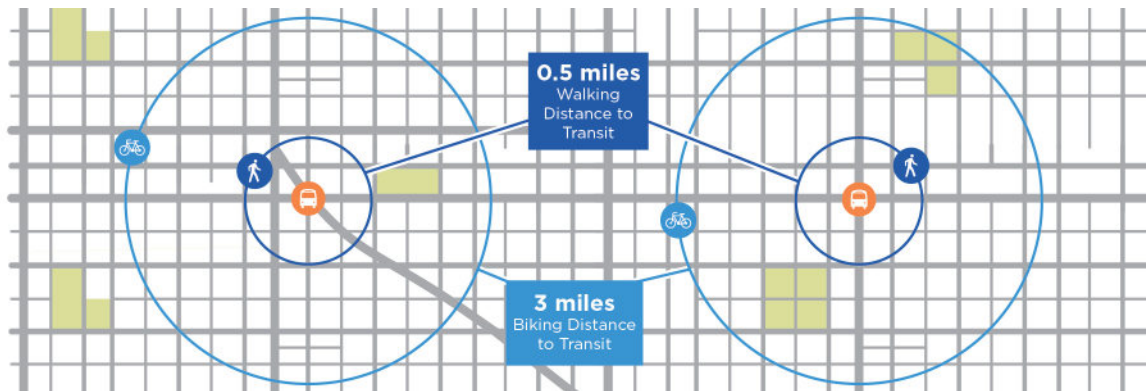 0.5 miles
Walking
Distance to
Transit
3 miles
Biking Distance
to Transit